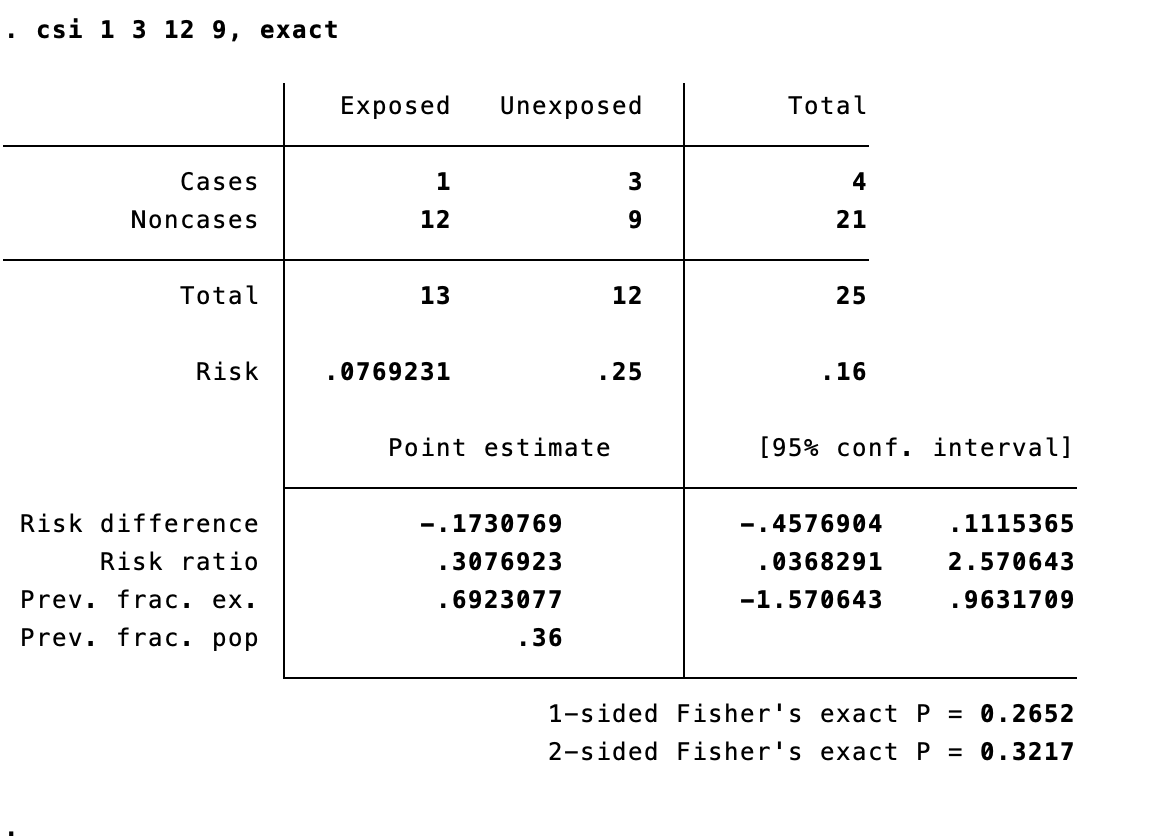 . csi 1 3 12 9, exact
Exposed Unexposed Total
Cases 1 3 4
Noncases 12 9 21
Total 13 12 25
Risk .0769231 .25 .16
Point estimate [95% conf. interval]
Risk difference −.1730769 −.4576904 .1115365
Risk ratio .3076923 .0368291 2.570643
Prev. frac. ex. .6923077 −1.570643 .9631709
Prev. frac. pop .36
1−sided Fisher's exact P = 0.2652
2−sided Fisher's exact P = 0.3217
.